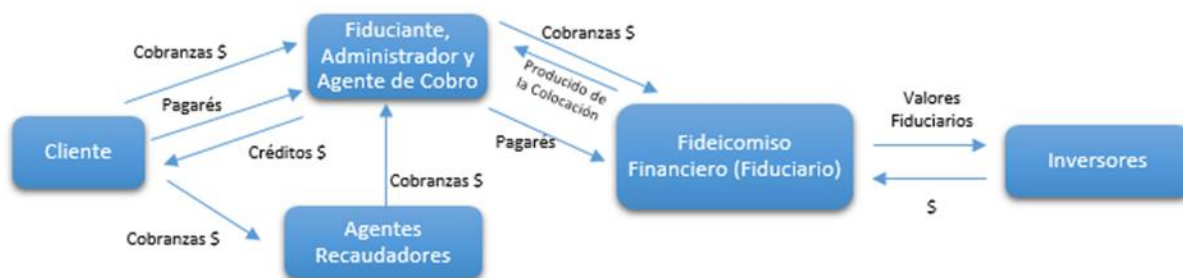 Fiduciante,
Administrador y
Agente de Cobro
Cobranzas $
Cobranzas $
Producido de
la Colocación
Pagarés
Valores
Fiduciarios
Cliente
Créditos $
Pagarés
Fideicomiso
Financiero (Fiduciario)
Inversores
Cobranzas $
$
Cobranzas $
Agentes
Recaudadores